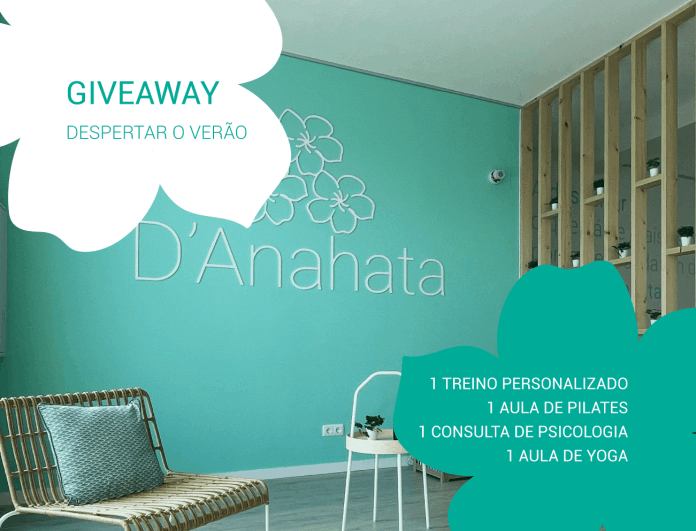 GIVEAWAY
DESPERTAR O VERÃO
D'Anahata
1 TREINO PERSONALIZADO
1 AULA DE PILATES
1 CONSULTA DE PSICOLOGIA
1 AULA DE YOGA